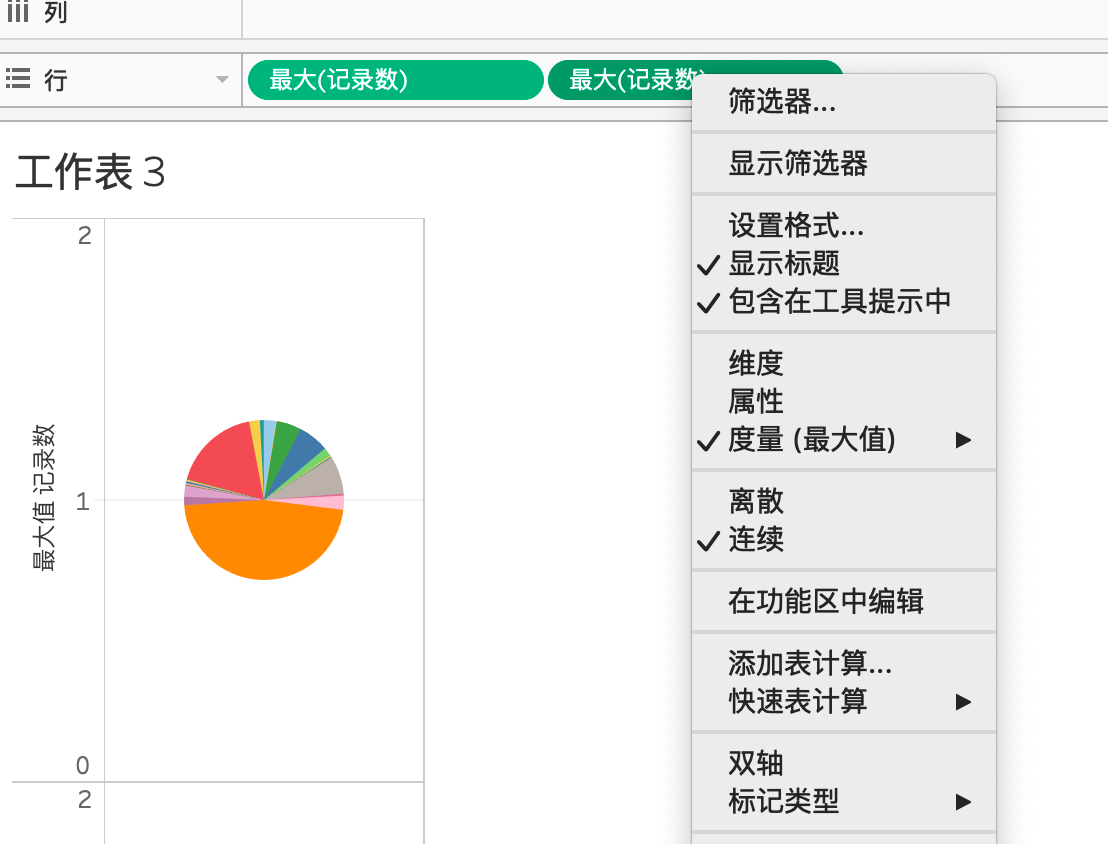 列
行
最大(记录数)
最大(记录数)
工作表 3
2
1
0
2
最大值 记录数
筛选器...
显示筛选器
设置格式...
显示标题
包含在工具提示中
维度
属性
度量 (最大值)
离散
连续
在功能区中编辑
添加表计算...
快速表计算
双轴
标记类型